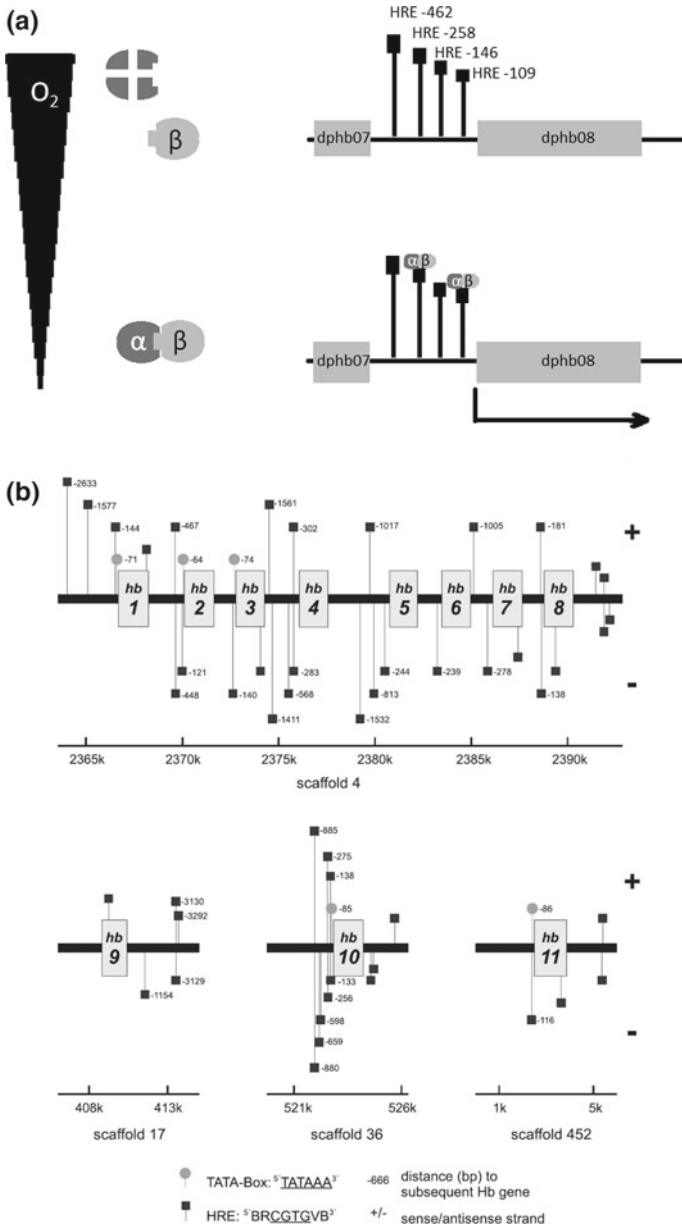 (a)
O2
β
HRE -462
HRE -258
HRE -146
HRE -109
dphb07
dphb08
α β
αβ
αβ
dphb07
dphb08
(b)
-2633
-1577
-144
-71
-467
-64
-74
-1561
-302
-1017
-1005
-181
+
hb 1
hb 2
hb 3
hb 4
hb 5
hb 6
hb 7
hb 8
-121
-448
-140
-283
-568
-1411
-244
-813
-1532
-239
-278
-138
-
2365k 2370k 2375k 2380k 2385k 2390k
scaffold 4
-3130
-3292
hb 9
-3129
-1154
408k 413k
scaffold 17
-885
-275
-138
-85
hb 10
-133
-256
-598
-659
-880
521k 526k
scaffold 36
+
-86
hb 11
-116
-
1k 5k
scaffold 452
TATA-Box: 5´TATAAA3´
-666 distance (bp) to
subsequent Hb gene
HRE: 5´BRCGTGVB3´
+/- sense/antisense strand